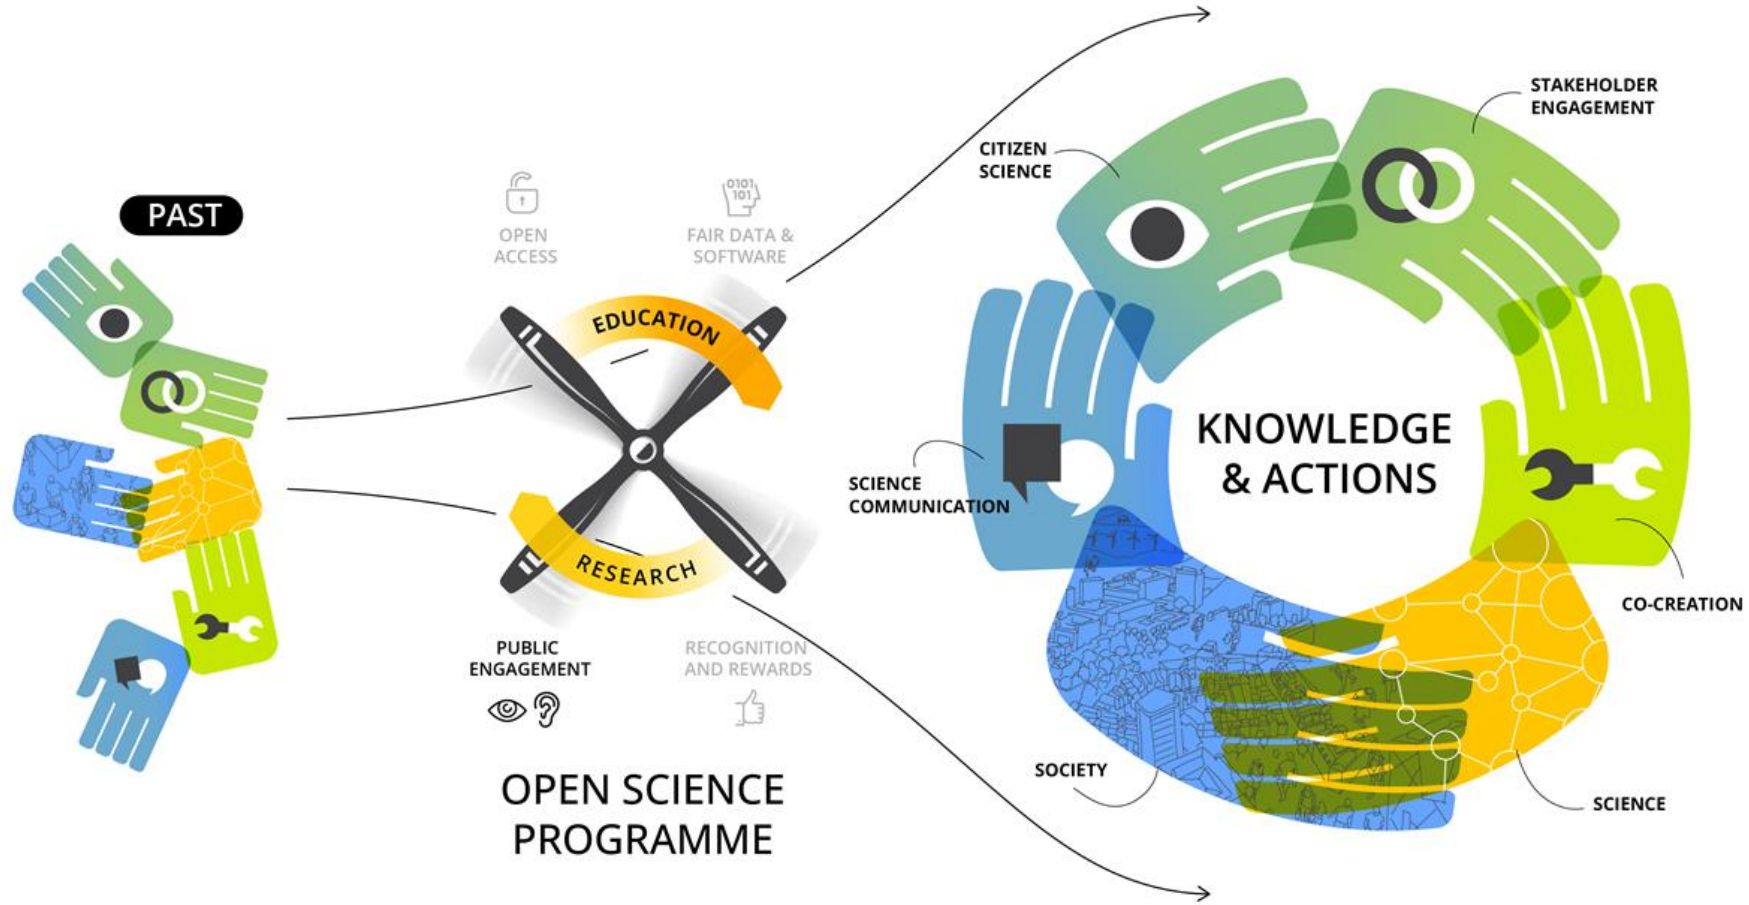 PAST
OPEN
ACCESS
FAIR DATA &
SOFTWARE
0101
101
EDUCATION
RESEARCH
PUBLIC
ENGAGEMENT
RECOGNITION
AND REWARDS
OPEN SCIENCE
PROGRAMME
CITIZEN
SCIENCE
STAKEHOLDER
ENGAGEMENT
KNOWLEDGE
& ACTIONS
SCIENCE
COMMUNICATION
CO-CREATION
SOCIETY
SCIENCE